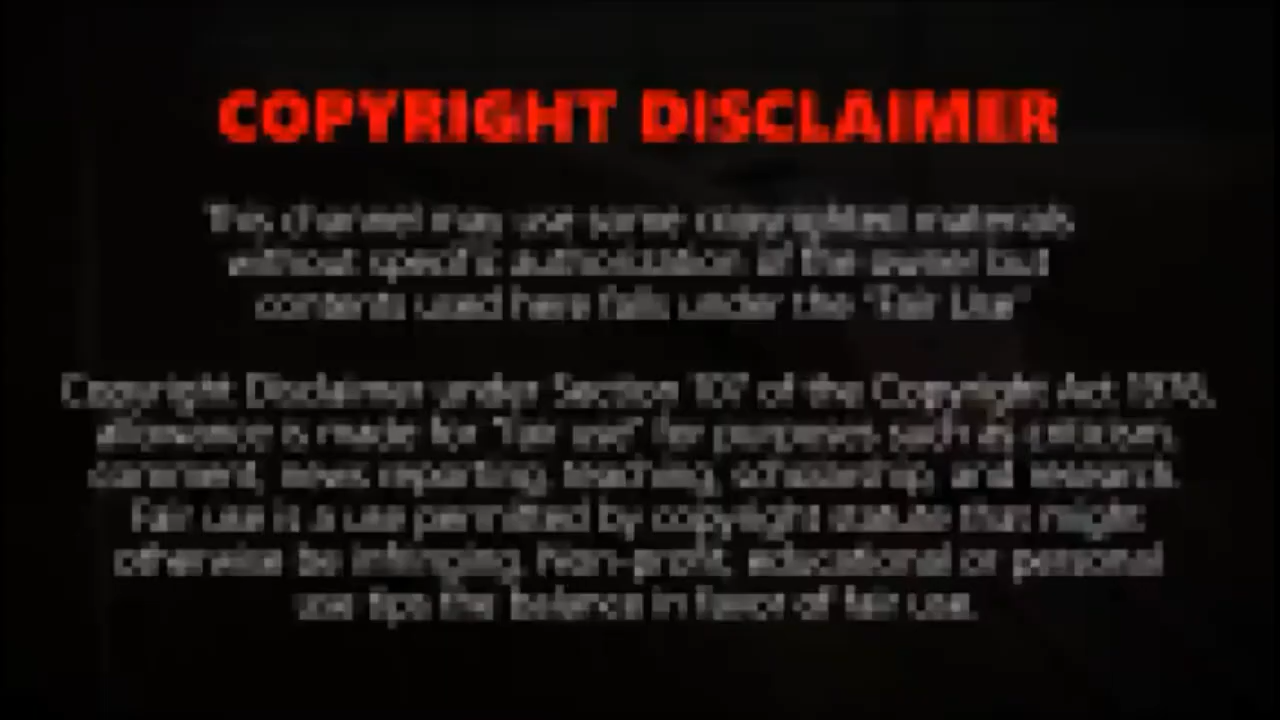 COPYRIGHT DISCLAIMER
This channel may use some copyrighted materials
without specific authorization of the owner but
contents used here falls under the "Fair Use"
Copyright Disclaimer under Section 107 of the Copyright Act 1976,
allowance is made for "fair use" for purposes such as criticism,
comment, news reporting, teaching, scholarship, and research.
Fair use is a use permitted by copyright statute that might
otherwise be infringing. Non-profit, educational or personal
use tips the balance in favor of fair use.